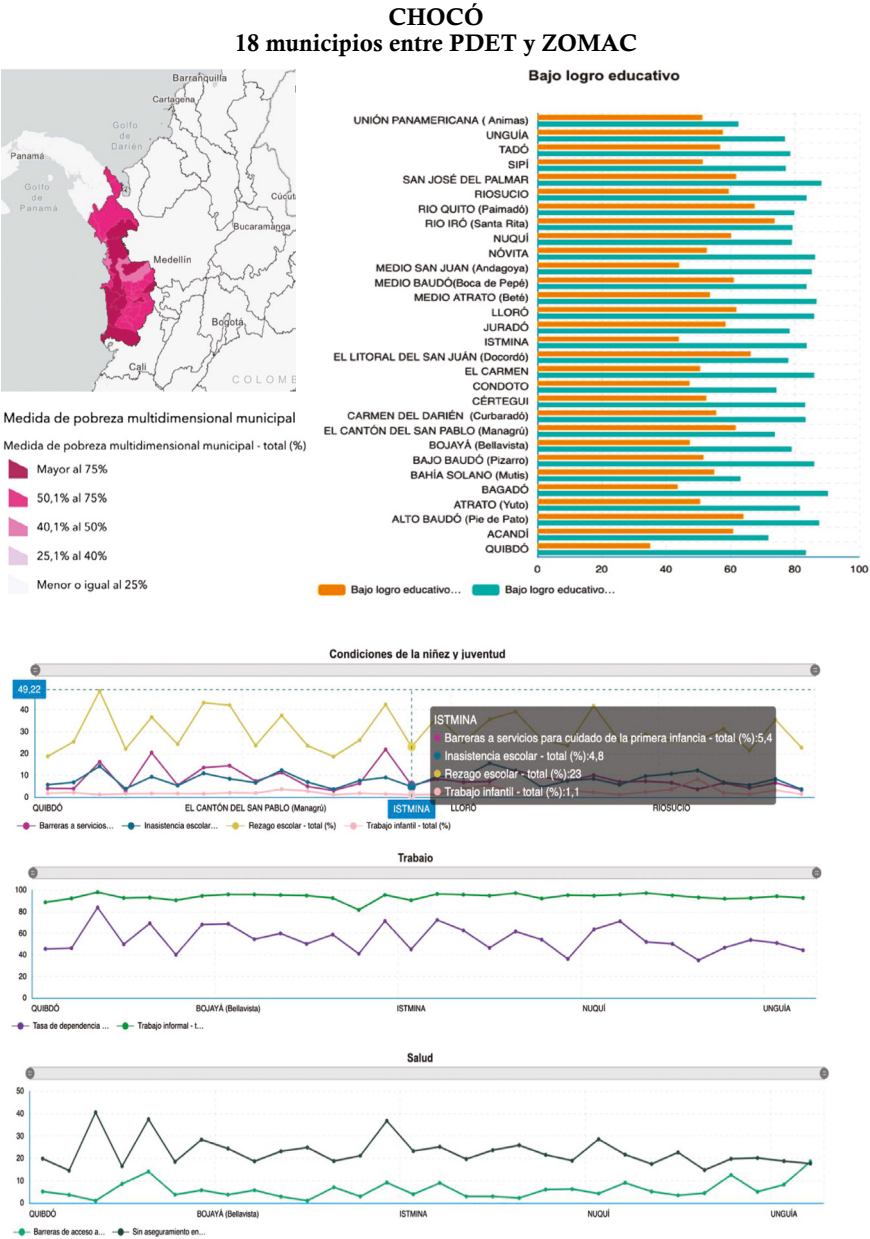 CHOCÓ
18 municipios entre PDET y ZOMAC
Barranquilla
Cartagena
Golfo
de
Darién
Panamá
Golfo
de
Panamá
Cúcut
Bucaramanga
Medellín
Bogotá
Cali
COLOMB
Medida de pobreza multidimensional municipal
Medida de pobreza multidimensional municipal - total (%)
Mayor al 75%
50,1% al 75%
40,1% al 50%
25,1% al 40%
Menor o igual al 25%
Bajo logro educativo
UNIÓN PANAMERICANA ( Animas)
UNGUÍA
TADÓ
SIPÍ
SAN JOSÉ DEL PALMAR
RIOSUCIO
RIO QUITO (Paimadó)
RIO IRÓ (Santa Rita)
NUQUÍ
NÓVITA
MEDIO SAN JUAN (Andagoya)
MEDIO BAUDÓ(Boca de Pepé)
MEDIO ATRATO (Beté)
LLORÓ
JURADÓ
ISTMINA
EL LITORAL DEL SAN JUÁN (Docordó)
EL CARMEN
CONDOTO
CÉRTEGUI
CARMEN DEL DARIÉN (Curbaradó)
EL CANTÓN DEL SAN PABLO (Managrú)
BOJAYÁ (Bellavista)
BAJO BAUDÓ (Pizarro)
BAHÍA SOLANO (Mutis)
BAGADÓ
ATRATO (Yuto)
ALTO BAUDÓ (Pie de Pato)
ACANDÍ
QUIBDÓ
0 20 40 60 80 100
Bajo logro educativo... Bajo logro educativo...
Condiciones de la niñez y juventud
49,22
40
30
20
10
0
ISTMINA
Barreras a servicios para cuidado de la primera infancia - total (%):5,4
Inasistencia escolar - total (%):4,8
Rezago escolar - total (%):23
Trabajo infantil - total (%):1,1
QUIBDÓ EL CANTÓN DEL SAN PABLO (Managrú) ISTMINA LLORÓ RIOSUCIO
Barreras a servicios... Inasistencia escolar... Rezago escolar - total (%) Trabajo infantil - total (%)
Trabajo
100
80
60
40
20
0
QUIBDÓ BOJAYÁ (Bellavista) ISTMINA NUQUÍ UNGUÍA
Tasa de dependencia ... Trabajo informal - t...
Salud
50
40
30
20
10
0
QUIBDÓ BOJAYÁ (Bellavista) ISTMINA NUQUÍ UNGUÍA
Barreras de acceso a... Sin aseguramiento en...